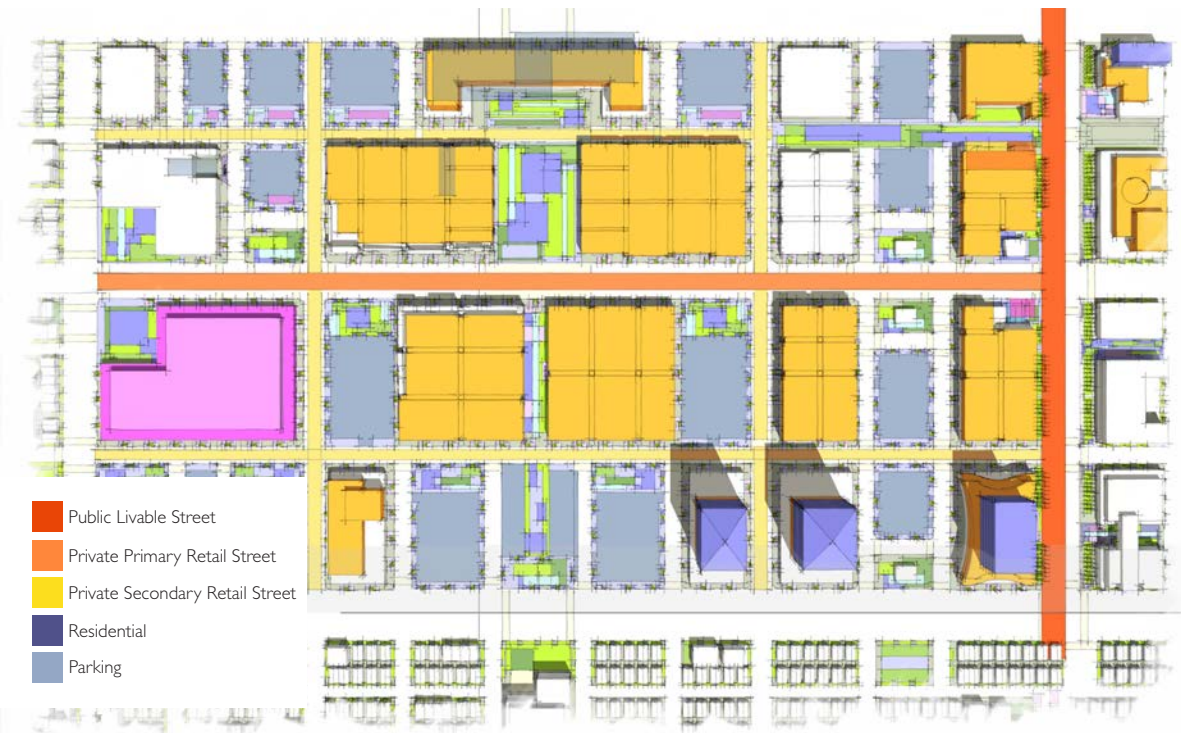 Public Livable Street
Private Primary Retail Street
Private Secondary Retail Street
Residential
Parking